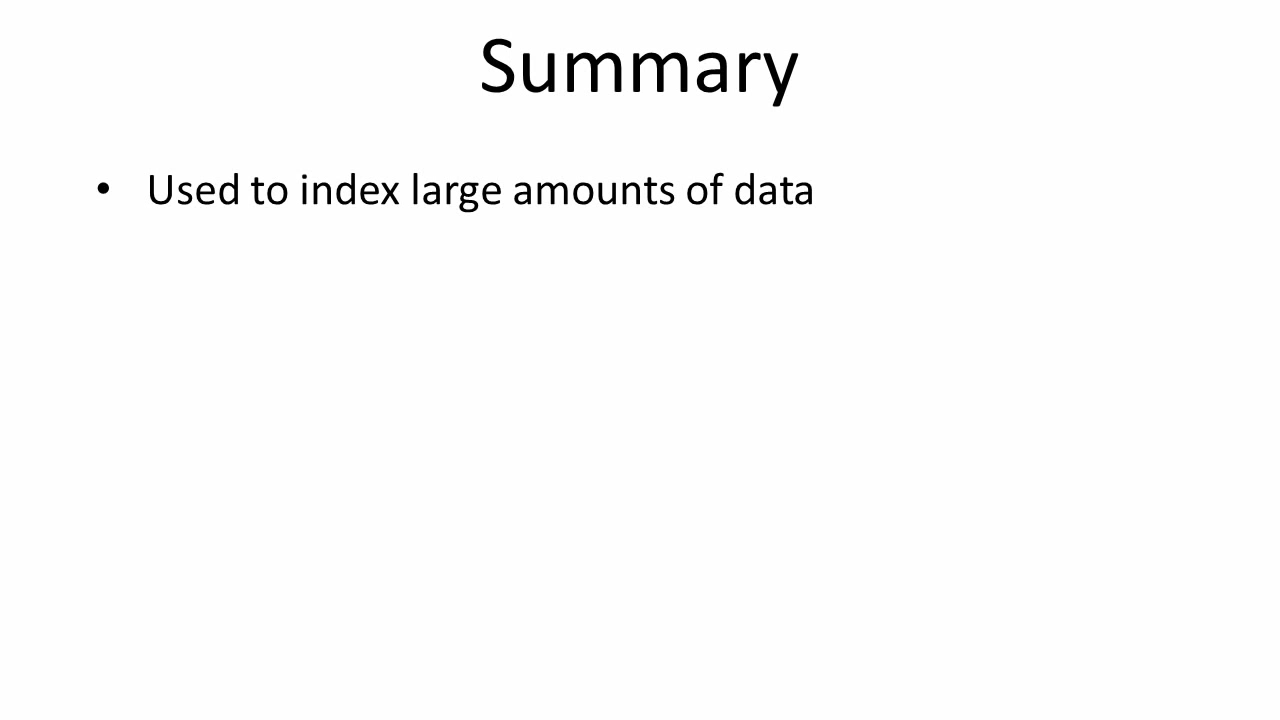 Summary
• Used to index large amounts of data